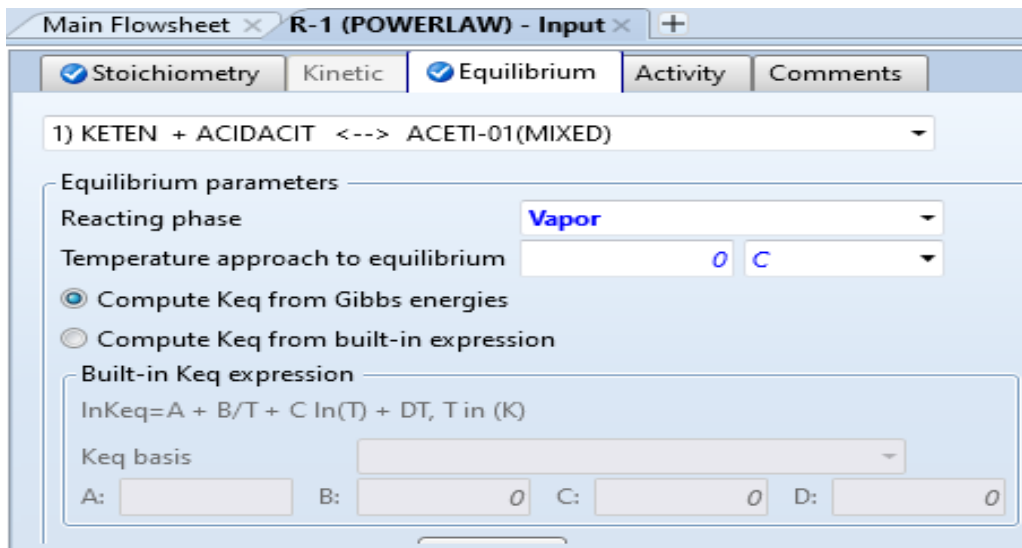 Main Flowsheet × R-1 (POWERLAW) - Input × +
Stoichiometry Kinetic Equilibrium Activity Comments
1) KETEN + ACIDACIT <--> ACETI-01(MIXED)
Equilibrium parameters
Reacting phase Vapor
Temperature approach to equilibrium 0 C
Compute Keq from Gibbs energies
Compute Keq from built-in expression
Built-in Keq expression
lnKeq=A + B/T + C ln(T) + DT, T in (K)
Keq basis
A: B: 0 C: 0 D: 0